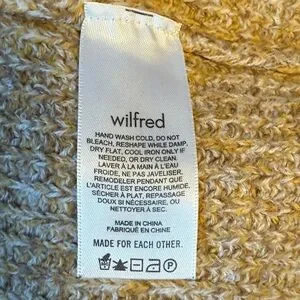 wilfred
HAND WASH COLD, DO NOT
BLEACH, RESHAPE WHILE DAMP,
DRY FLAT, COOL IRON ONLY IF
NEEDED, OR DRY CLEAN.
LAVER À LA MAIN À L'EAU
FROIDE, NE PAS JAVELISER,
REMODELER PENDANT QUE
L'ARTICLE EST ENCORE HUMIDE,
SÉCHER À PLAT, REPASSAGE
DOUX SI NÉCESSAIRE, OU
NETTOYER À SEC.
MADE IN CHINA
FABRIQUÉ EN CHINE
MADE FOR EACH OTHER.
P